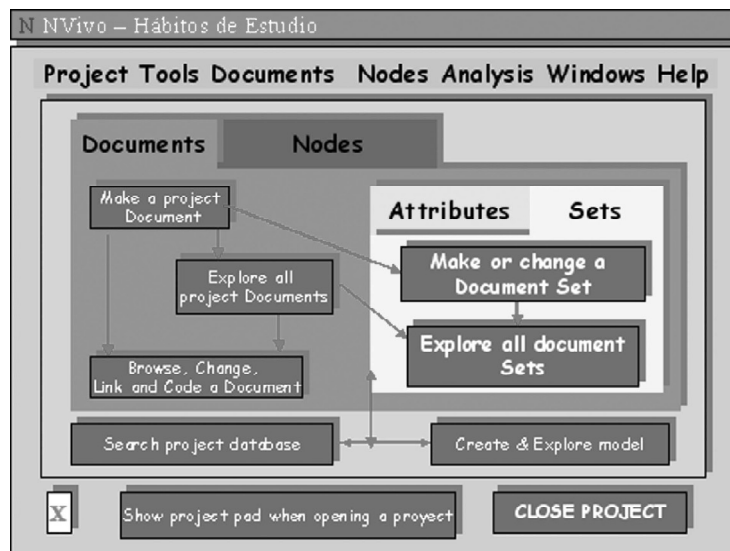 N NVivo – Hábitos de Estudio
Project Tools Documents Nodes Analysis Windows Help
Documents Nodes
Make a project
Document
Attributes Sets
Explore all
project Documents
Make or change a
Document Set
Browse, Change,
Link and Code a Document
Explore all document
Sets
Search project database
Create & Explore model
X
Show project pad when opening a proyect
CLOSE PROJECT